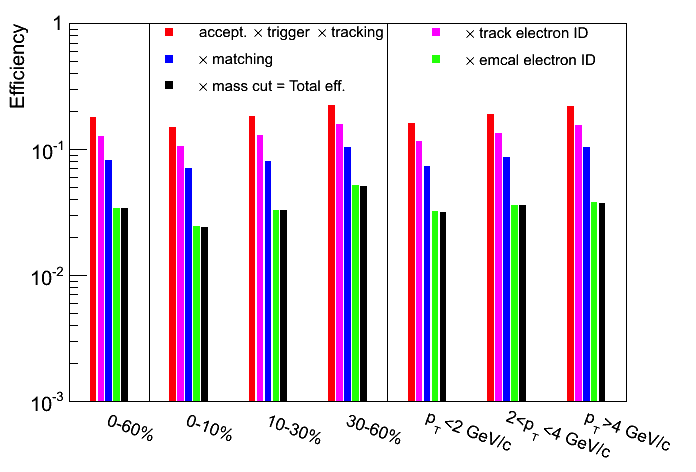 Efficiency
1
10⁻¹
10⁻²
10⁻³
accept. × trigger × tracking
× track electron ID
× matching
× emcal electron ID
× mass cut = Total eff.
0-60%
0-10%
10-30%
30-60%
p_T <2 GeV/c
2<p_T <4 GeV/c
p_T >4 GeV/c